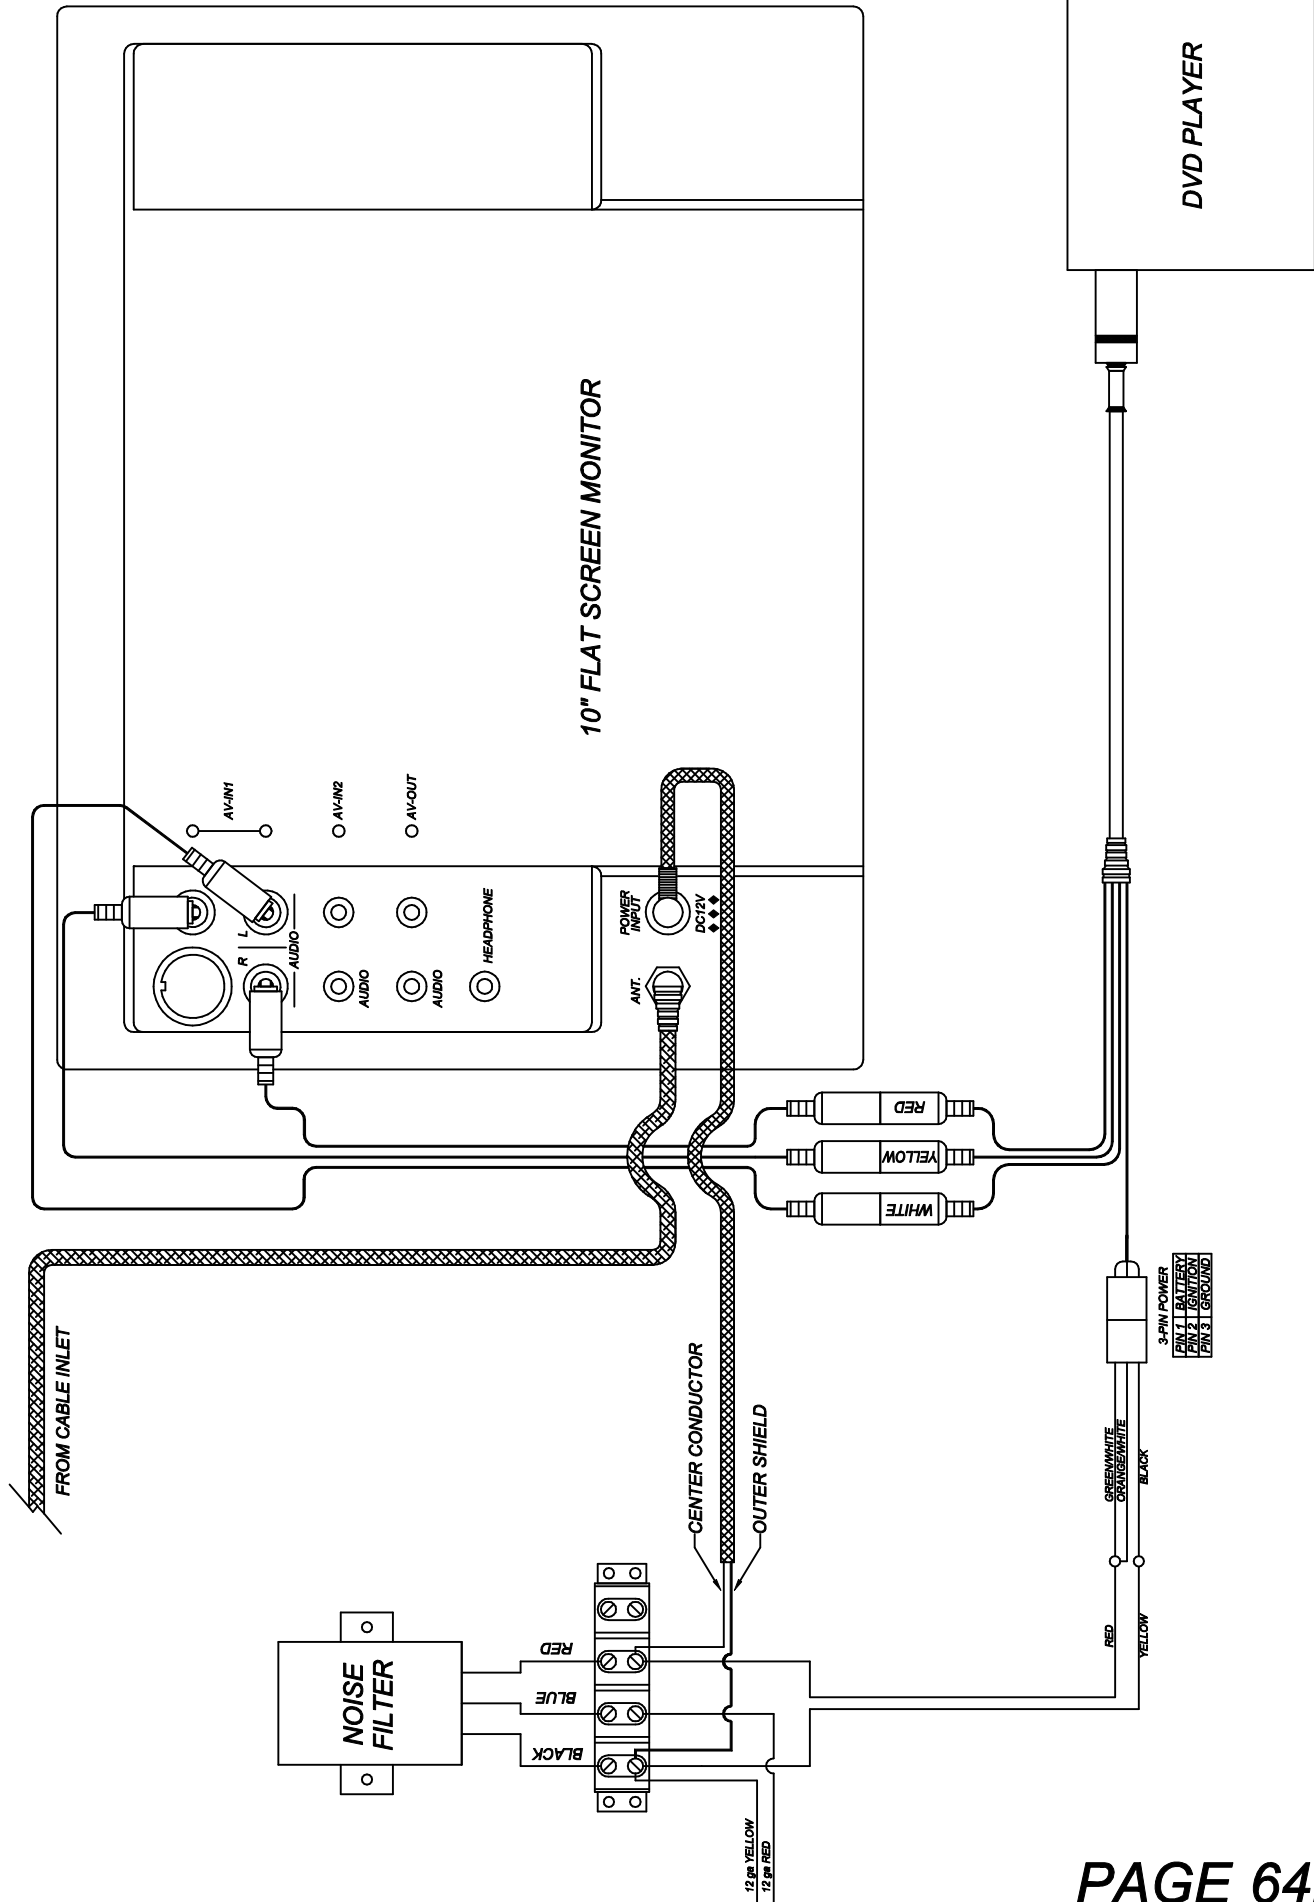 DVD PLAYER
10" FLAT SCREEN MONITOR
AV-IN1
AV-IN2
AV-OUT
L
R
AUDIO
AUDIO
AUDIO
HEADPHONE
POWER
INPUT
DC12V
ANT.
RED
YELLOW
WHITE
FROM CABLE INLET
3-PIN POWER
PIN 1 BATTERY
PIN 2 IGNITION
PIN 3 GROUND
CENTER CONDUCTOR
OUTER SHIELD
GREEN/WHITE
ORANGE/WHITE
BLACK
RED
YELLOW
NOISE
FILTER
RED
BLUE
BLACK
12 ga YELLOW
12 ga RED
PAGE 64